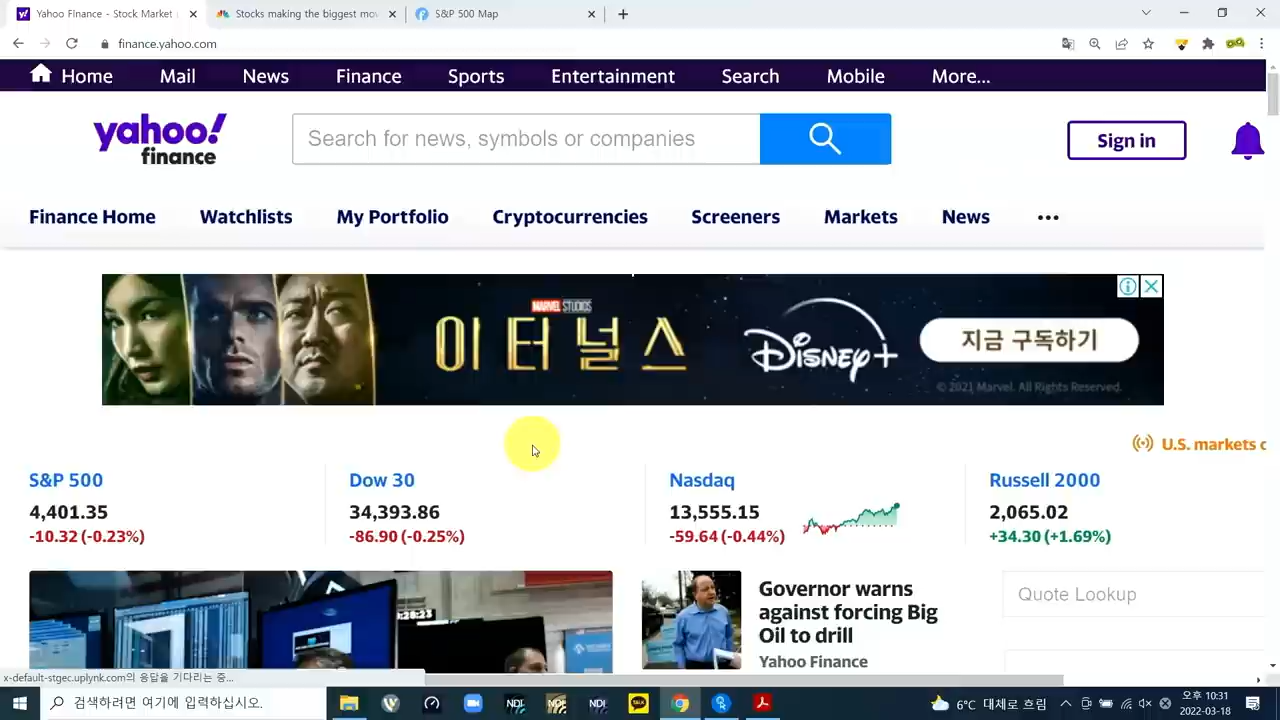 Yahoo Finance - Stock Market
Stocks making the biggest mov
S&P 500 Map
finance.yahoo.com
Home Mail News Finance Sports Entertainment Search Mobile More...
yahoo!
finance
Search for news, symbols or companies
Sign in
Finance Home Watchlists My Portfolio Cryptocurrencies Screeners Markets News
MARVEL STUDIOS
이터널스
Disney+
지금 구독하기
© 2021 Marvel. All Rights Reserved.
U.S. markets
S&P 500 Dow 30 Nasdaq Russell 2000
4,401.35 34,393.86 13,555.15 2,065.02
-10.32 (-0.23%) -86.90 (-0.25%) -59.64 (-0.44%) +34.30 (+1.69%)
Governor warns
against forcing Big
Oil to drill
Yahoo Finance
Quote Lookup
x-default-stgec.uplynk.com의 응답을 기다리는 중...
검색하려면 여기에 입력하십시오.
TALK
6°C 대체로 흐림
오후 10:31
2022-03-18